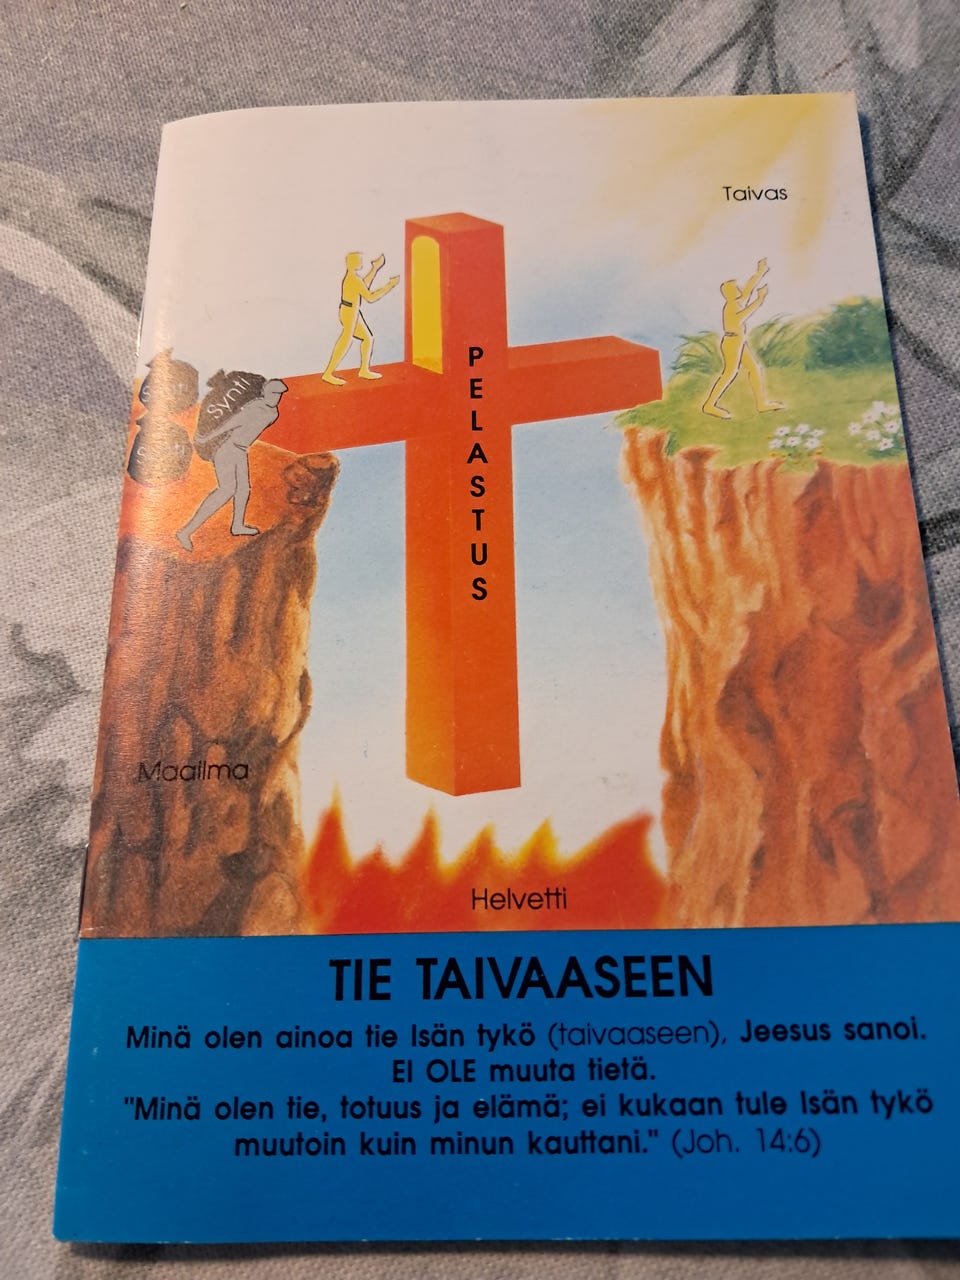 Taivas
PELASTUS
Synti
Maailma
Helvetti
TIE TAIVAASEEN
Minä olen ainoa tie Isän tykö (taivaaseen), Jeesus sanoi.
EI OLE muuta tietä.
"Minä olen tie, totuus ja elämä; ei kukaan tule Isän tykö
muutoin kuin minun kauttani." (Joh. 14:6)